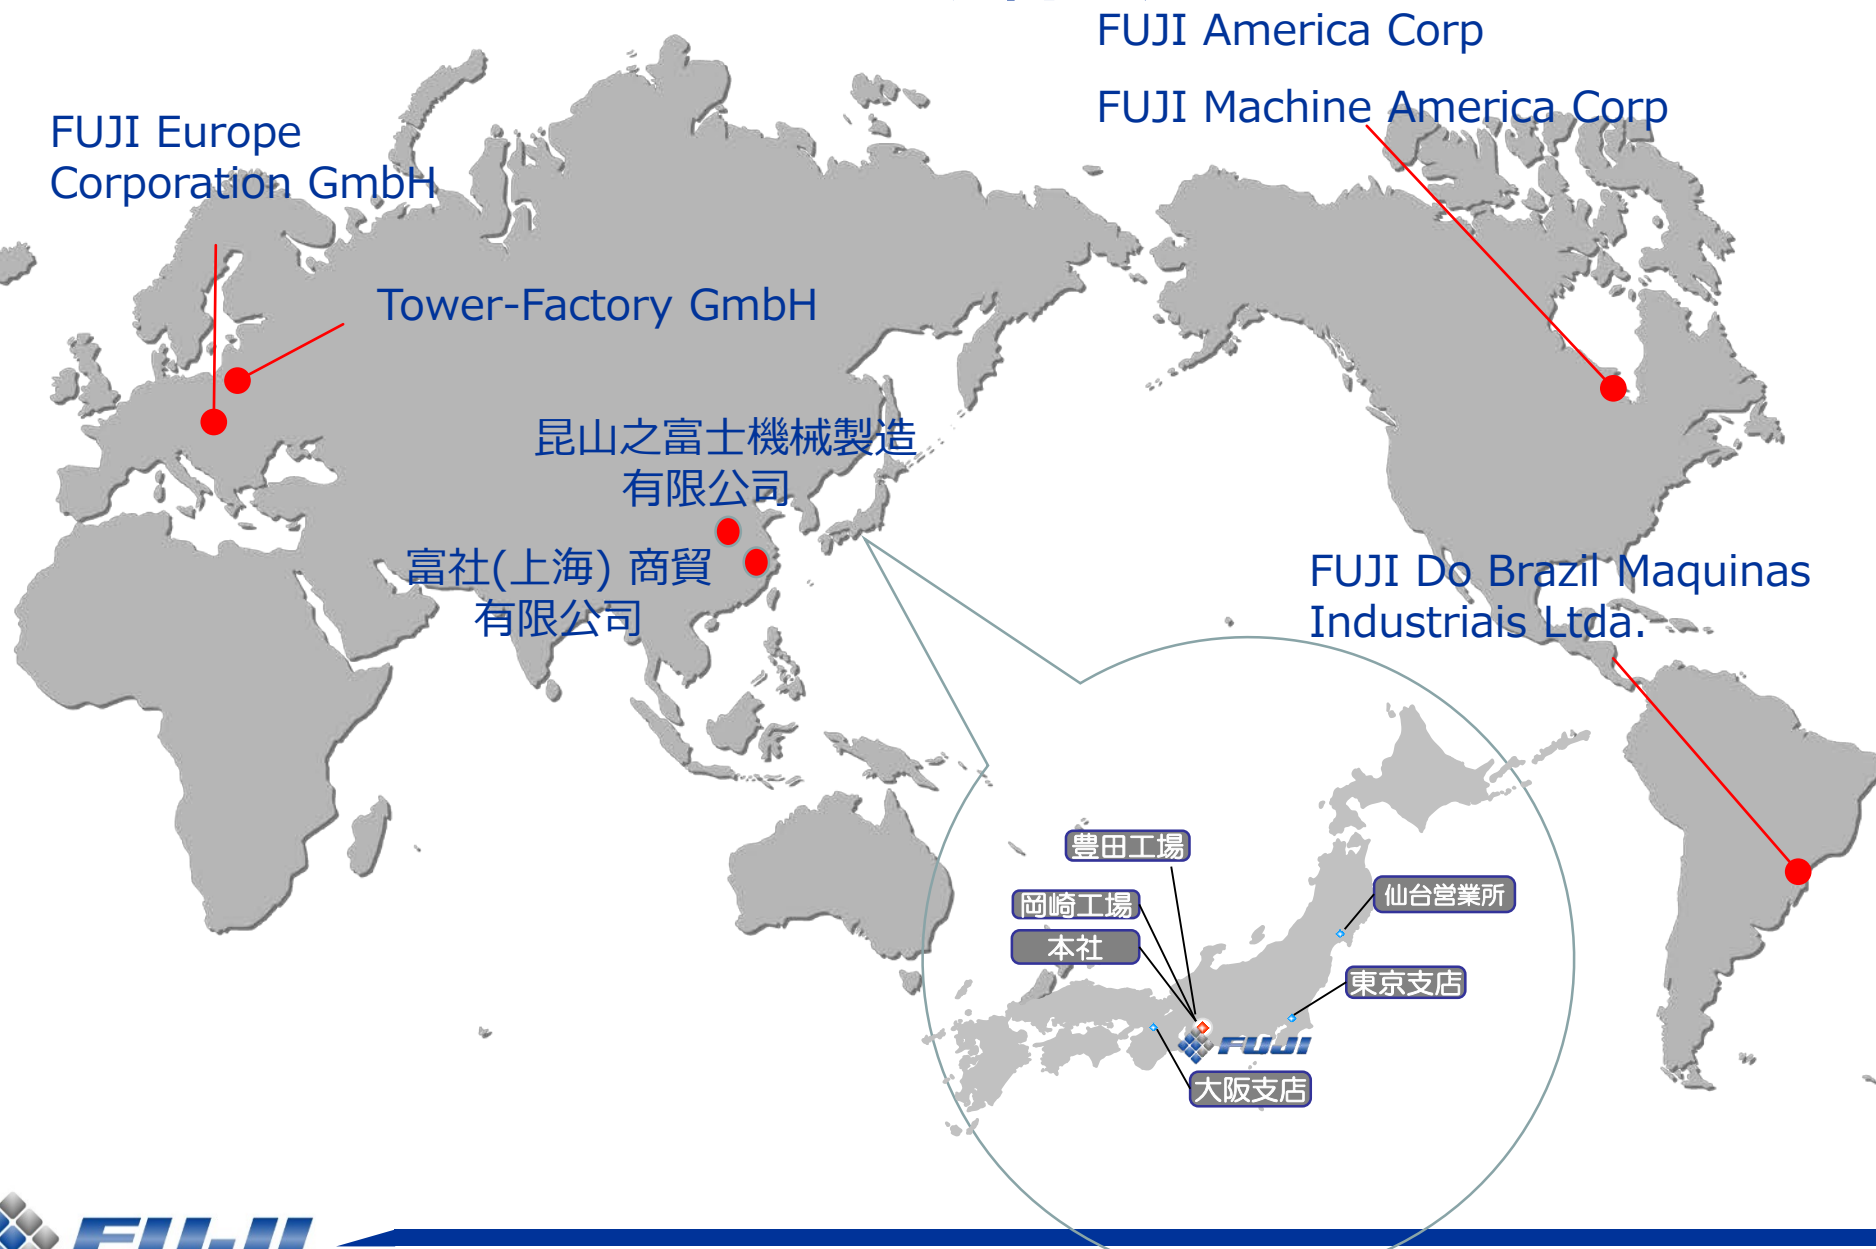 FUJI America Corp
FUJI Machine America Corp
FUJI Europe
Corporation GmbH
Tower-Factory GmbH
昆山之富士機械製造
有限公司
富社(上海) 商貿
有限公司
FUJI Do Brazil Maquinas
Industriais Ltda.
豊田工場
岡崎工場
本社
仙台営業所
東京支店
FUJI
大阪支店
FUJI